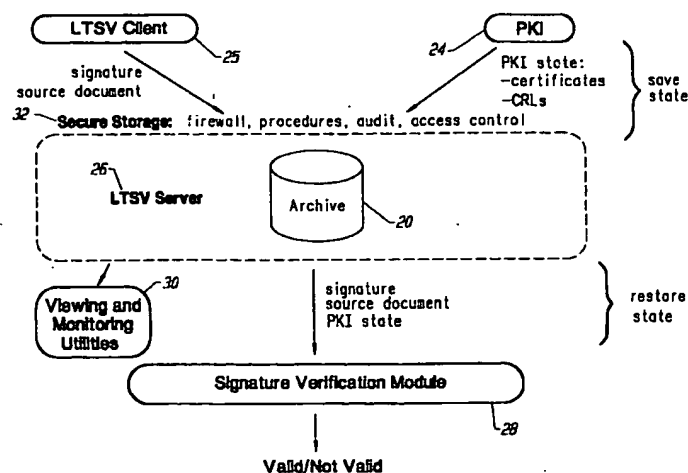 LTSV Client
PKI
25
24
signature
source document
PKI state:
-certificates
-CRLs
save
state
32
Secure Storage: firewall, procedures, audit, access control
26
LTSV Server
Archive
20
30
Viewing and
Monitoring
Utilities
signature
source document
PKI state
restore
state
Signature Verification Module
28
Valid/Not Valid